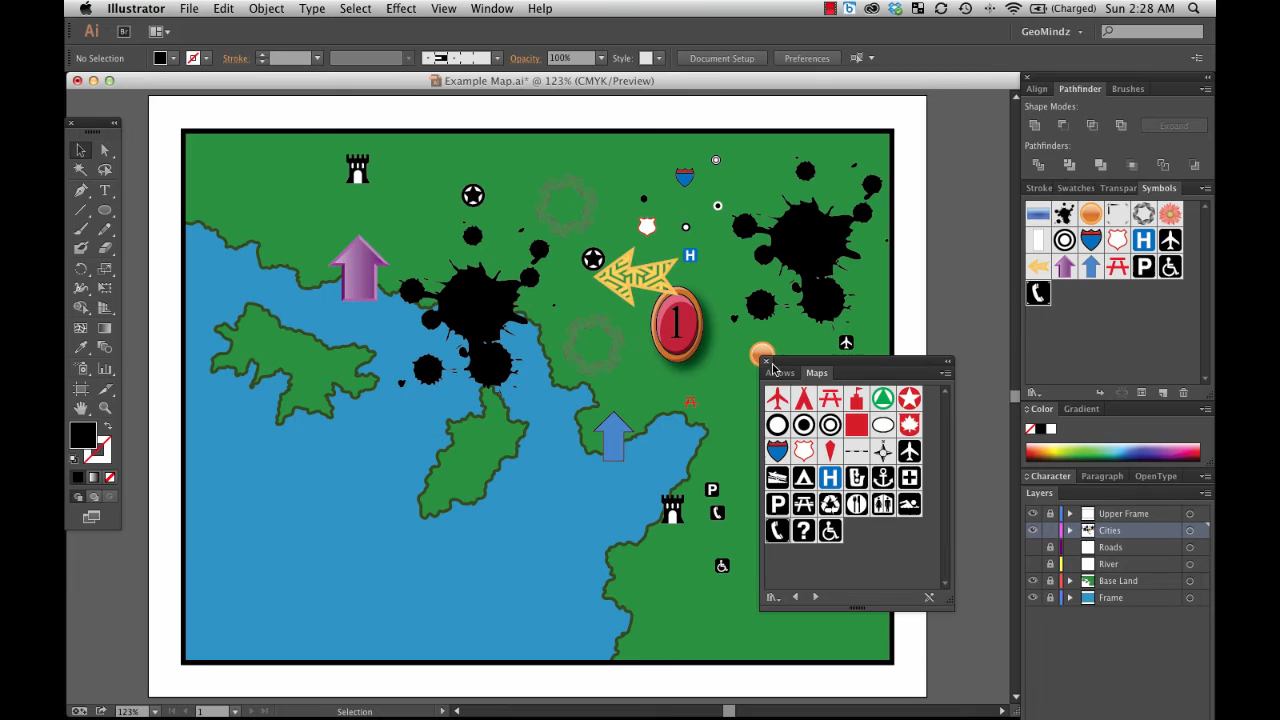 Illustrator File Edit Object Type Select Effect View Window Help (Charged) Sun 2:28 AM
Ai Br GeoMindz
No Selection Stroke: Opacity: 100% Style: Document Setup Preferences
Example Map.ai* @ 123% (CMYK/Preview)
Align Pathfinder Brushes
Shape Modes:
Expand
Pathfinders:
Stroke Swatches Transpar Symbols
H
P
H
1
Maps
H
P
?
P
T
Color Gradient
Character Paragraph OpenType
Layers
Upper Frame
Cities
Roads
River
Base Land
Frame
123% 1 Selection